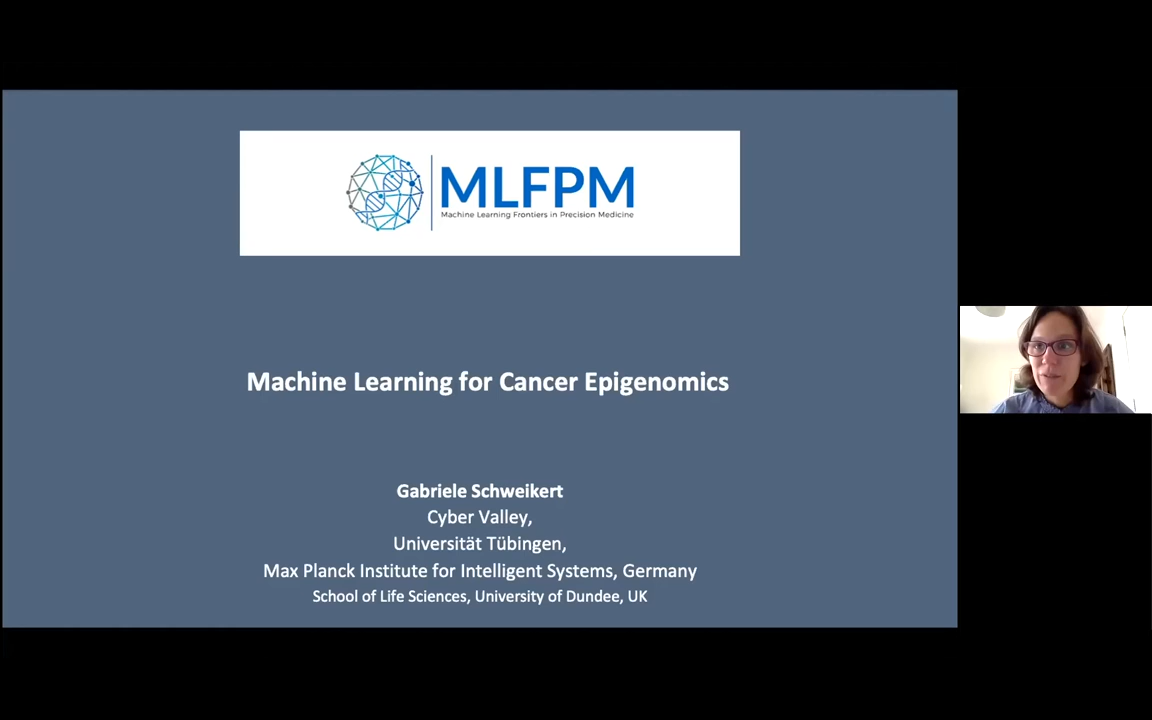 MLFPM
Machine Learning Frontiers in Precision Medicine
Machine Learning for Cancer Epigenomics
Gabriele Schweikert
Cyber Valley,
Universität Tübingen,
Max Planck Institute for Intelligent Systems, Germany
School of Life Sciences, University of Dundee, UK